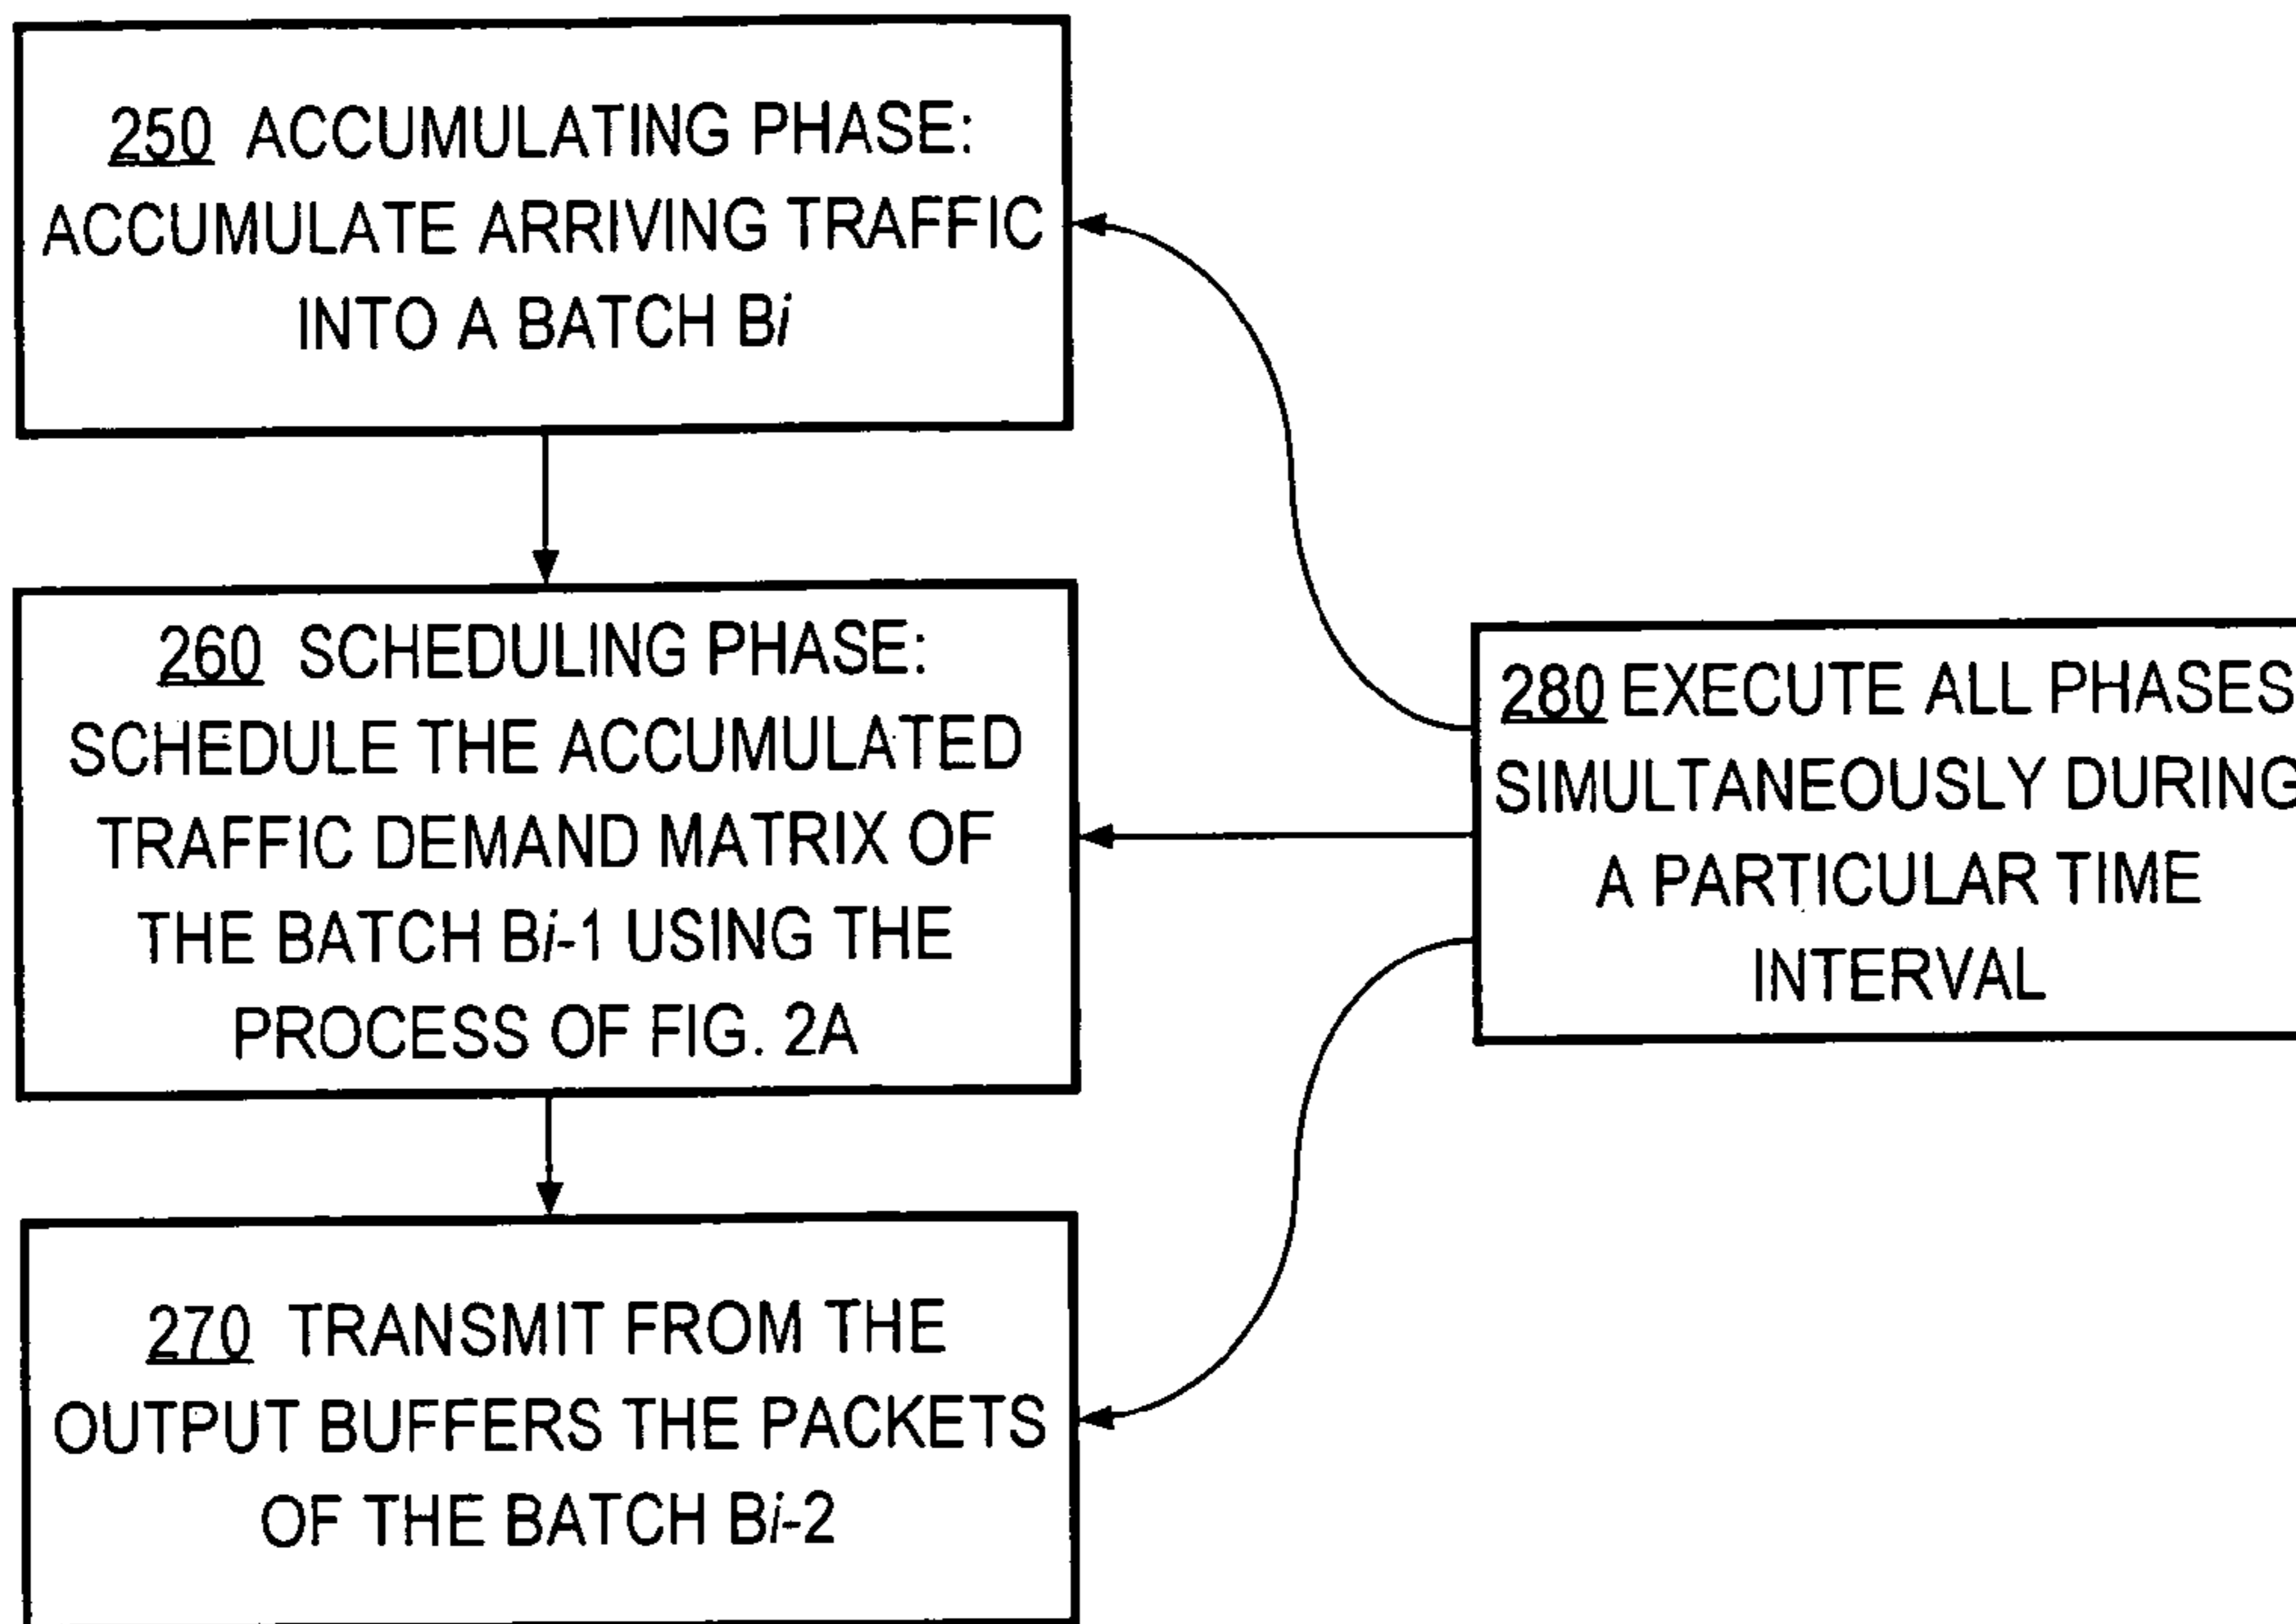 250 ACCUMULATING PHASE:
ACCUMULATE ARRIVING TRAFFIC
INTO A BATCH Bi
260 SCHEDULING PHASE:
SCHEDULE THE ACCUMULATED
TRAFFIC DEMAND MATRIX OF
THE BATCH Bi-1 USING THE
PROCESS OF FIG. 2A
270 TRANSMIT FROM THE
OUTPUT BUFFERS THE PACKETS
OF THE BATCH Bi-2
280 EXECUTE ALL PHASES
SIMULTANEOUSLY DURING
A PARTICULAR TIME
INTERVAL